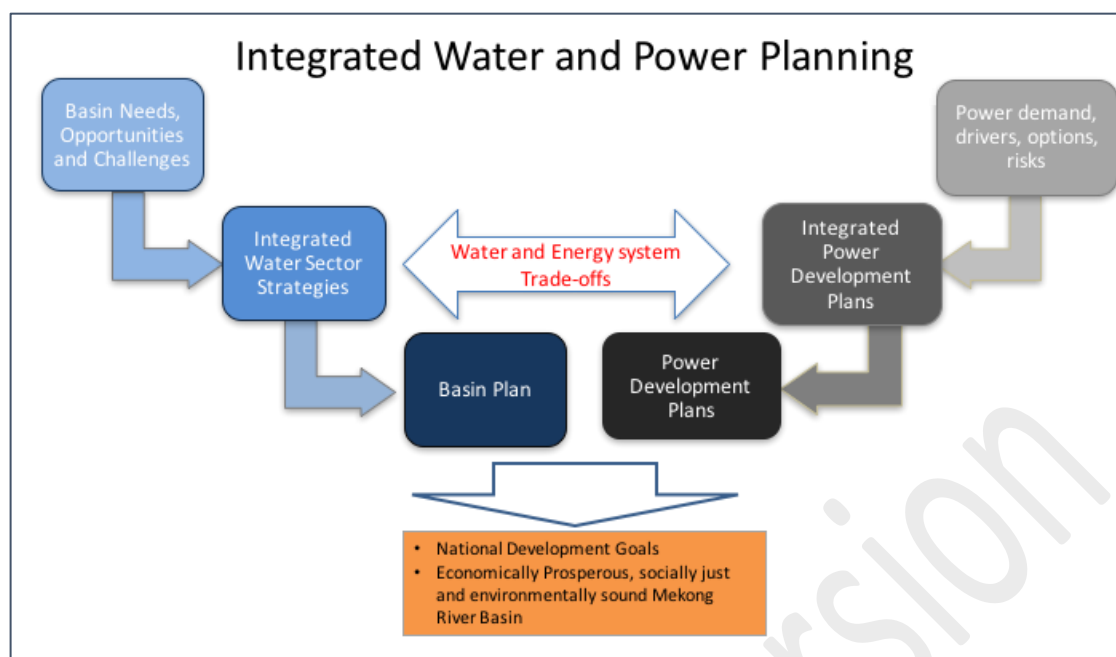 Integrated Water and Power Planning
Basin Needs,
Opportunities
and Challenges
Power demand,
drivers, options,
risks
Integrated
Water Sector
Strategies
Water and Energy system
Trade-offs
Integrated
Power
Development
Plans
Basin Plan
Power
Development
Plans
• National Development Goals
• Economically Prosperous, socially just
and environmentally sound Mekong
River Basin